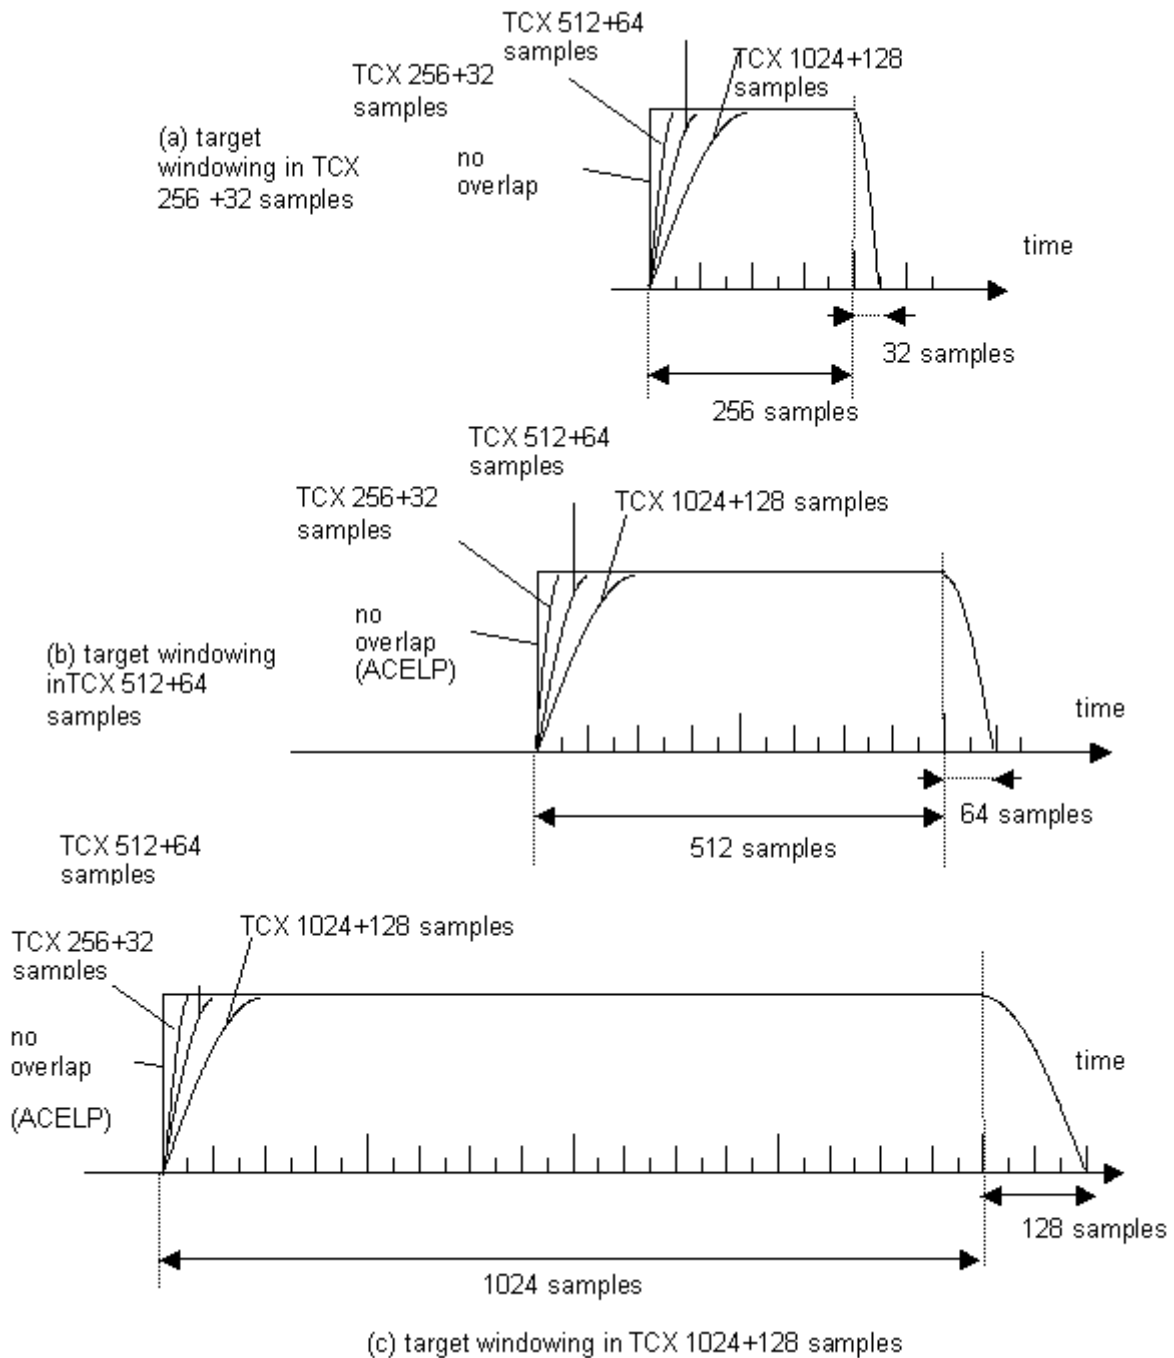 TCX 512+64
samples
TCX 1024+128
samples
TCX 256+32
samples
(a) target
windowing in TCX
256 +32 samples
no
overlap
time
32 samples
256 samples
TCX 512+64
samples
TCX 256+32
samples
TCX 1024+128 samples
no
overlap
(ACELP)
(b) target windowing
inTCX 512+64
samples
time
64 samples
512 samples
TCX 512+64
samples
TCX 1024+128 samples
TCX 256+32
samples
no
overlap
(ACELP)
time
128 samples
1024 samples
(c) target windowing in TCX 1024+128 samples